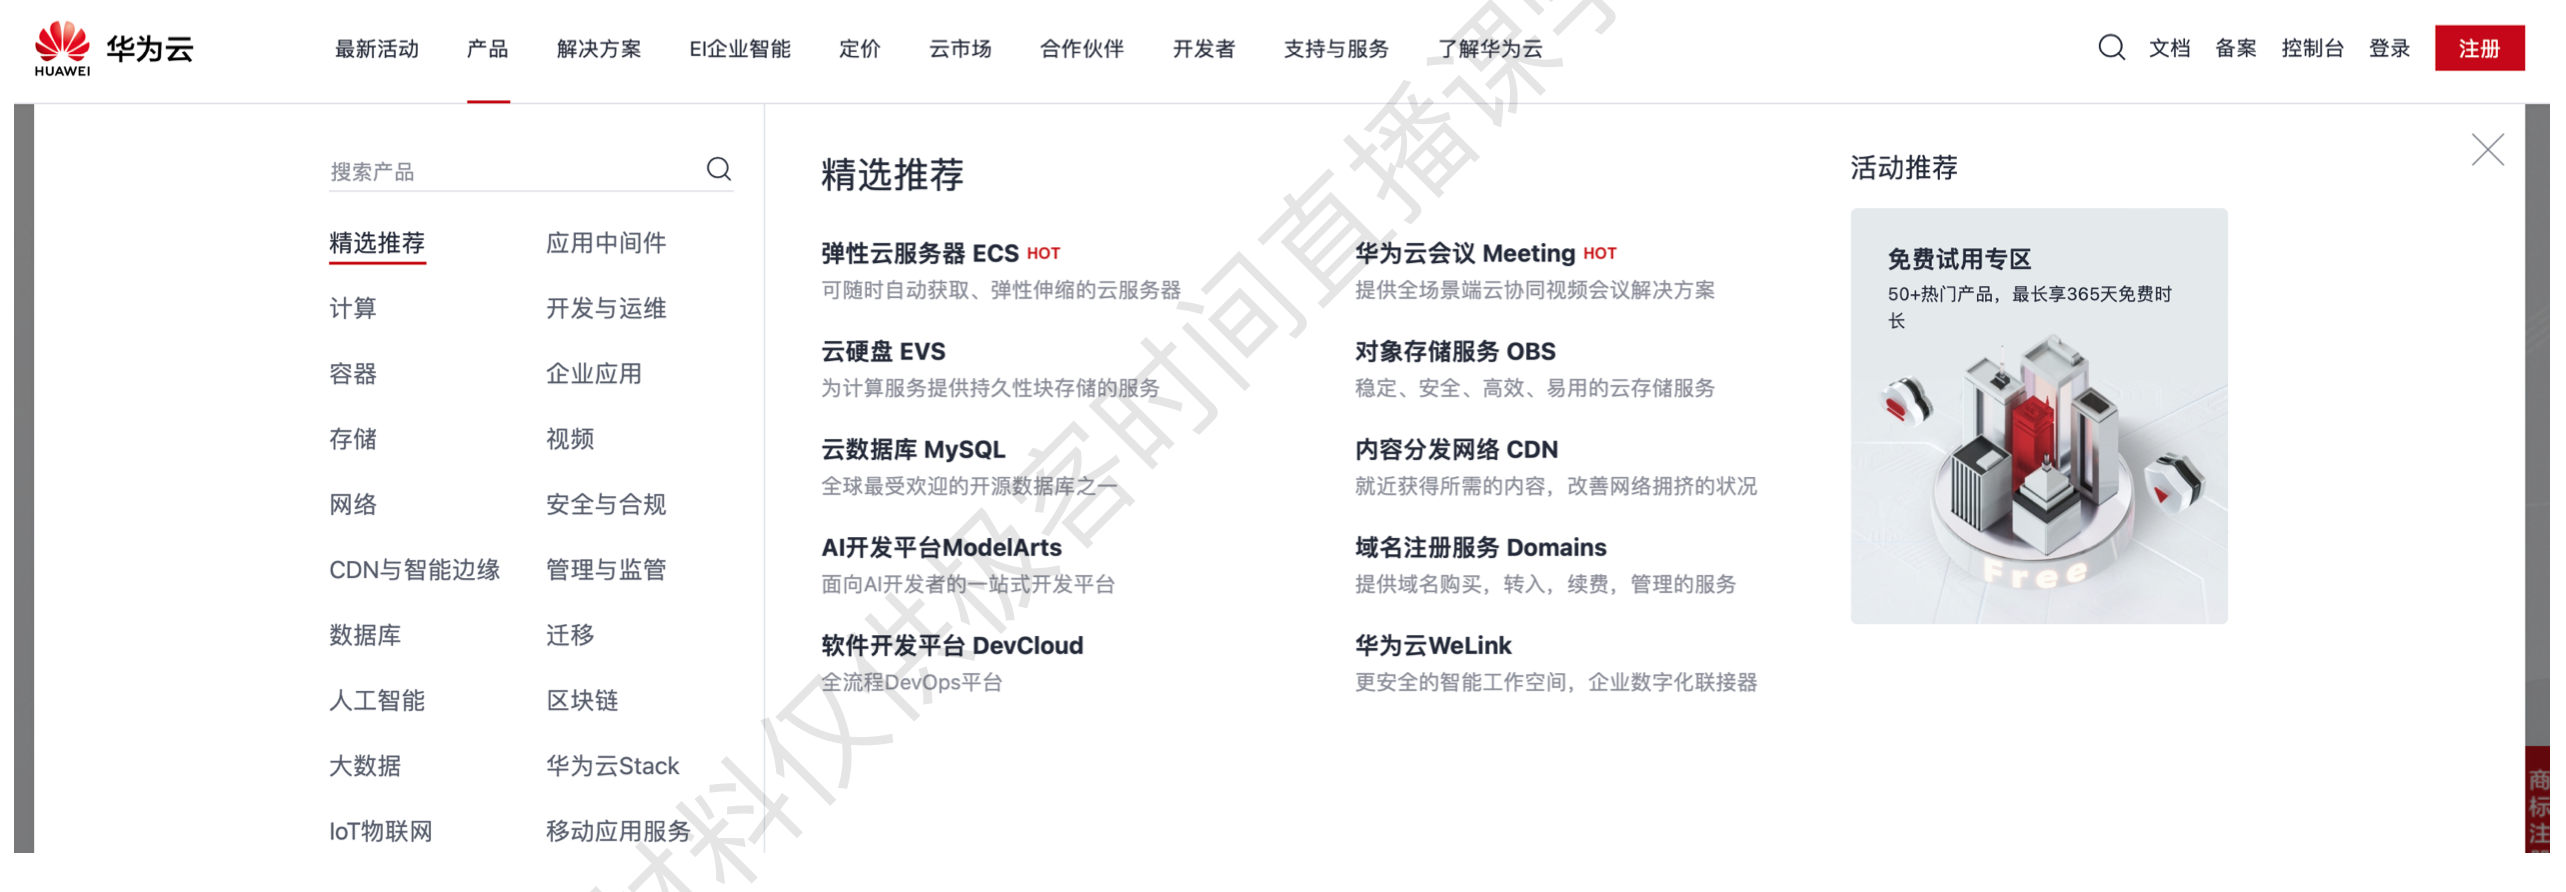 HUAWEI
华为云
最新活动 产品 解决方案 EI企业智能 定价 云市场 合作伙伴 开发者 支持与服务 了解华为云
文档 备案 控制台 登录 注册
搜索产品
精选推荐 应用中间件
计算 开发与运维
容器 企业应用
存储 视频
网络 安全与合规
CDN与智能边缘 管理与监管
数据库 迁移
人工智能 区块链
大数据 华为云Stack
IoT物联网 移动应用服务
精选推荐
弹性云服务器 ECS HOT
可随时自动获取、弹性伸缩的云服务器
华为云会议 Meeting HOT
提供全场景端云协同视频会议解决方案
云硬盘 EVS
为计算服务提供持久性块存储的服务
对象存储服务 OBS
稳定、安全、高效、易用的云存储服务
云数据库 MySQL
全球最受欢迎的开源数据库之一
内容分发网络 CDN
就近获得所需的内容，改善网络拥挤的状况
AI开发平台ModelArts
面向AI开发者的一站式开发平台
域名注册服务 Domains
提供域名购买，转入，续费，管理的服务
软件开发平台 DevCloud
全流程DevOps平台
华为云WeLink
更安全的智能工作空间，企业数字化联接器
活动推荐
免费试用专区
50+热门产品，最长享365天免费时
长
Free
商
标
注
材料仅供极客时间直播课学